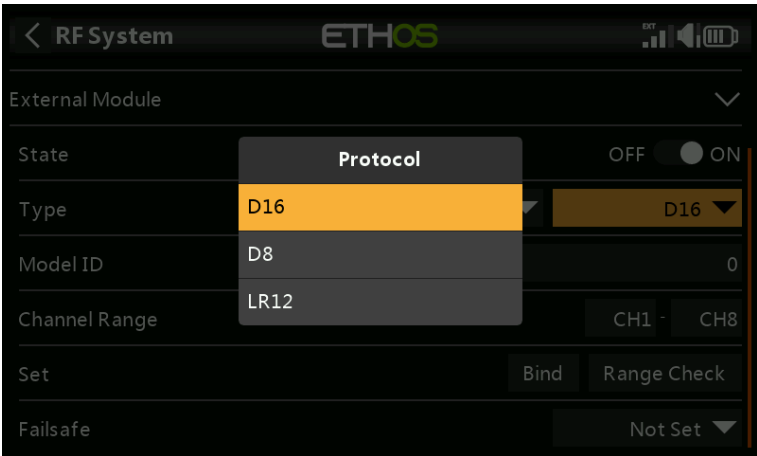 RF System ETHOS EXT
External Module
State OFF ON
Protocol
Type D16
D16
Model ID 0
D8
LR12
Channel Range CH1 - CH8
Set Bind Range Check
Failsafe Not Set